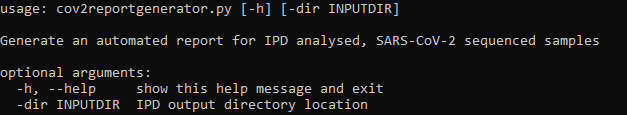 usage: cov2reportgenerator.py [-h] [-dir INPUTDIR]
Generate an automated report for IPD analysed, SARS-CoV-2 sequenced samples
optional arguments:
-h, --help show this help message and exit
-dir INPUTDIR IPD output directory location